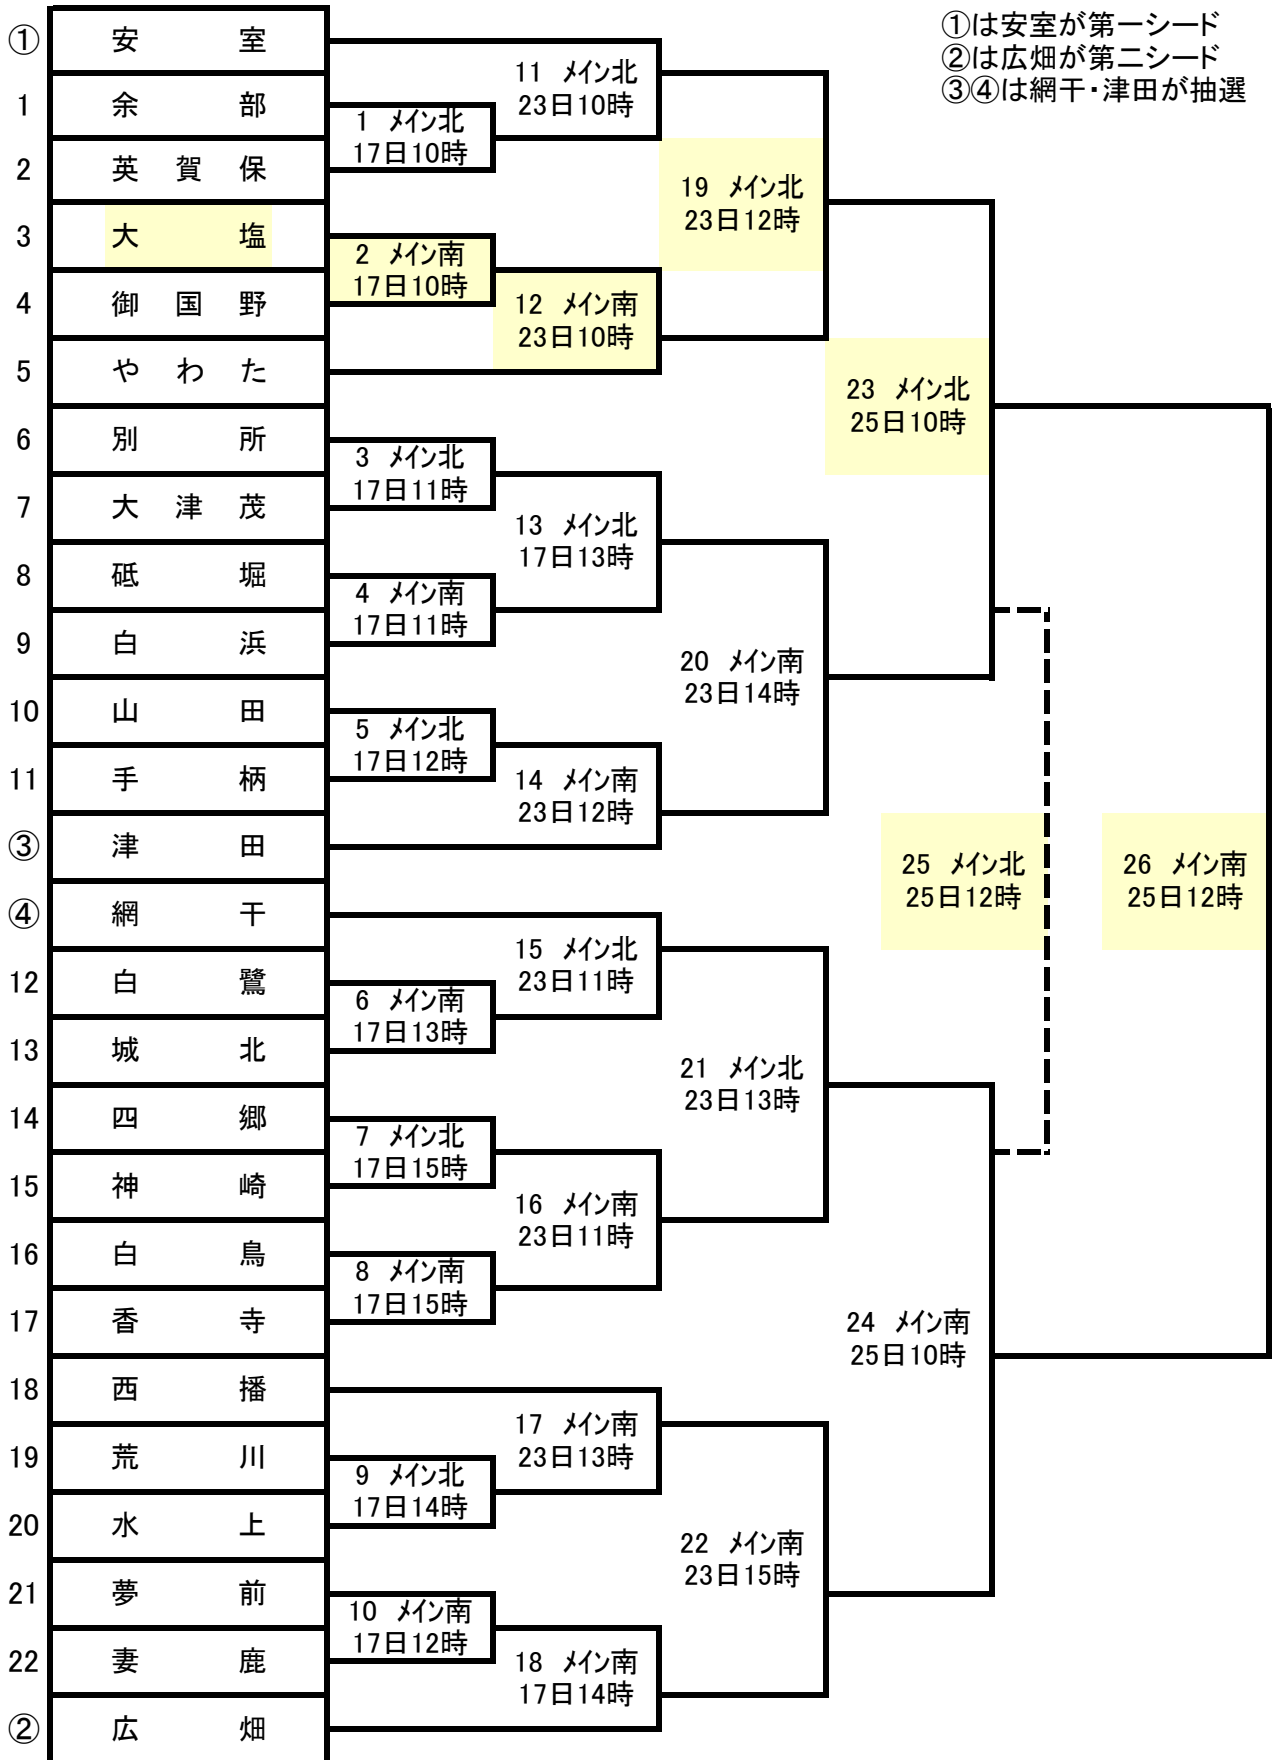 ①は安室が第一シード
②は広畑が第二シード
③④は網干・津田が抽選
① 安室
1 余部
2 英賀保
3 大塩
4 御国野
5 やわた
6 別所
7 大津茂
8 砥堀
9 白浜
10 山田
11 手柄
③ 津田
④ 網干
12 白鷺
13 城北
14 四郷
15 神崎
16 白鳥
17 香寺
18 西播
19 荒川
20 水上
21 夢前
22 妻鹿
② 広畑
1 メイン北
17日10時
2 メイン南
17日10時
3 メイン北
17日11時
4 メイン南
17日11時
5 メイン北
17日12時
6 メイン南
17日13時
7 メイン北
17日15時
8 メイン南
17日15時
9 メイン北
17日14時
10 メイン南
17日12時
11 メイン北
23日10時
12 メイン南
23日10時
13 メイン北
17日13時
14 メイン南
23日12時
15 メイン北
23日11時
16 メイン南
23日11時
17 メイン南
23日13時
18 メイン南
17日14時
19 メイン北
23日12時
20 メイン南
23日14時
21 メイン北
23日13時
22 メイン南
23日15時
23 メイン北
25日10時
24 メイン南
25日10時
25 メイン北
25日12時
26 メイン南
25日12時